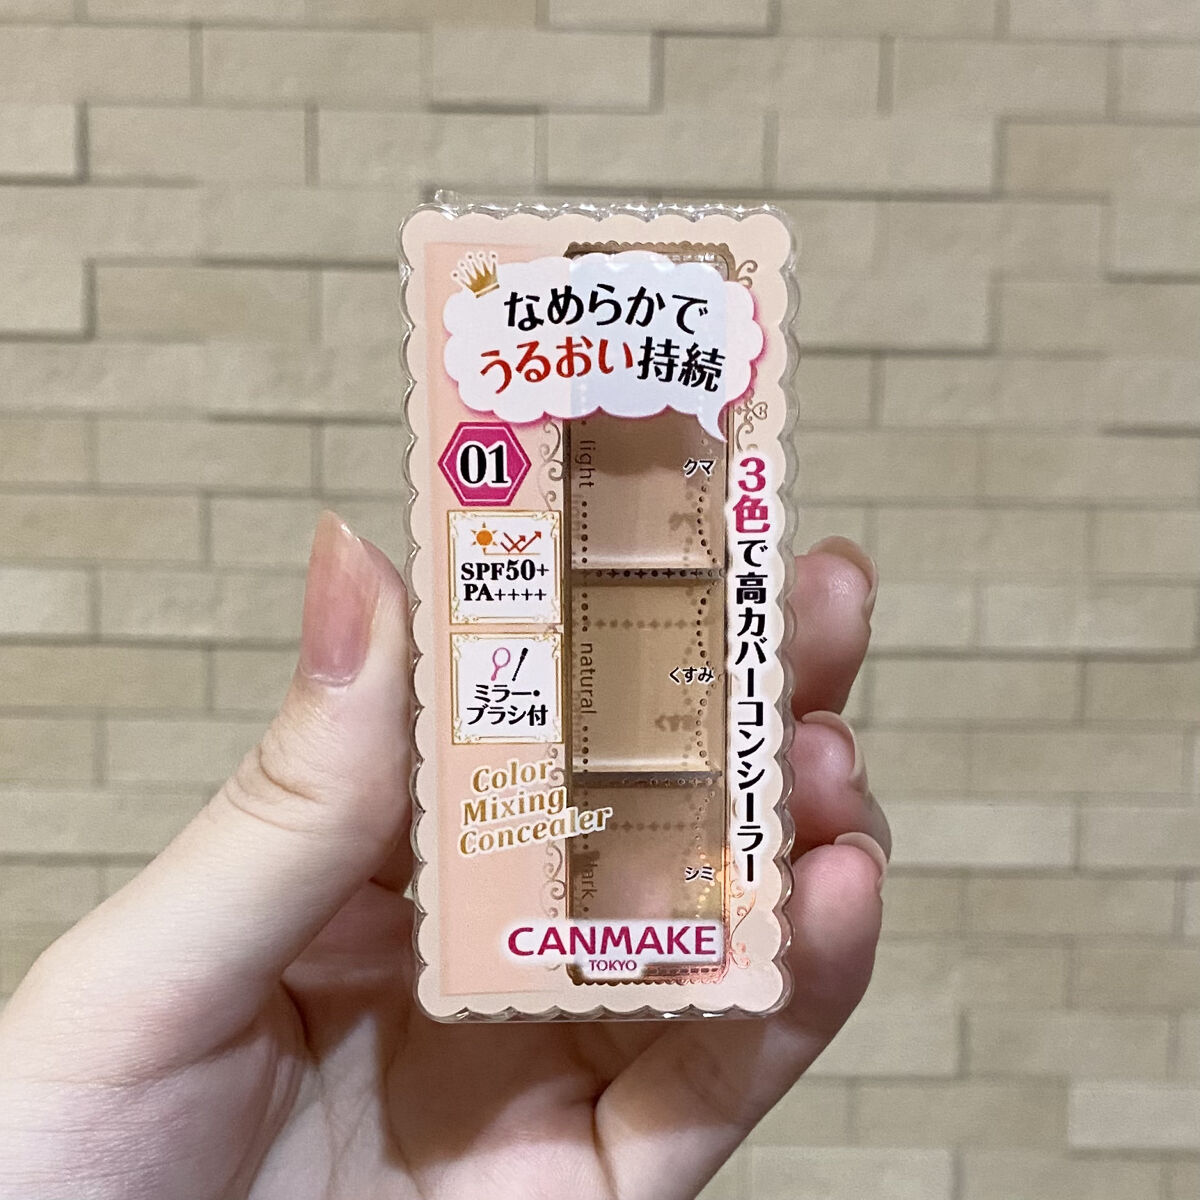 なめらかで
うるおい持続
01
SPF50+
PA++++
ミラー・
ブラシ付
Color
Mixing
Concealer
light
クマ
natural
くすみ
dark
シミ
3色で高カバーコンシーラー
CANMAKE
TOKYO